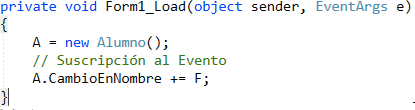 private void Form1_Load(object sender, EventArgs e)
{
    A = new Alumno();
    // Suscripción al Evento
    A.CambioEnNombre += F;
}